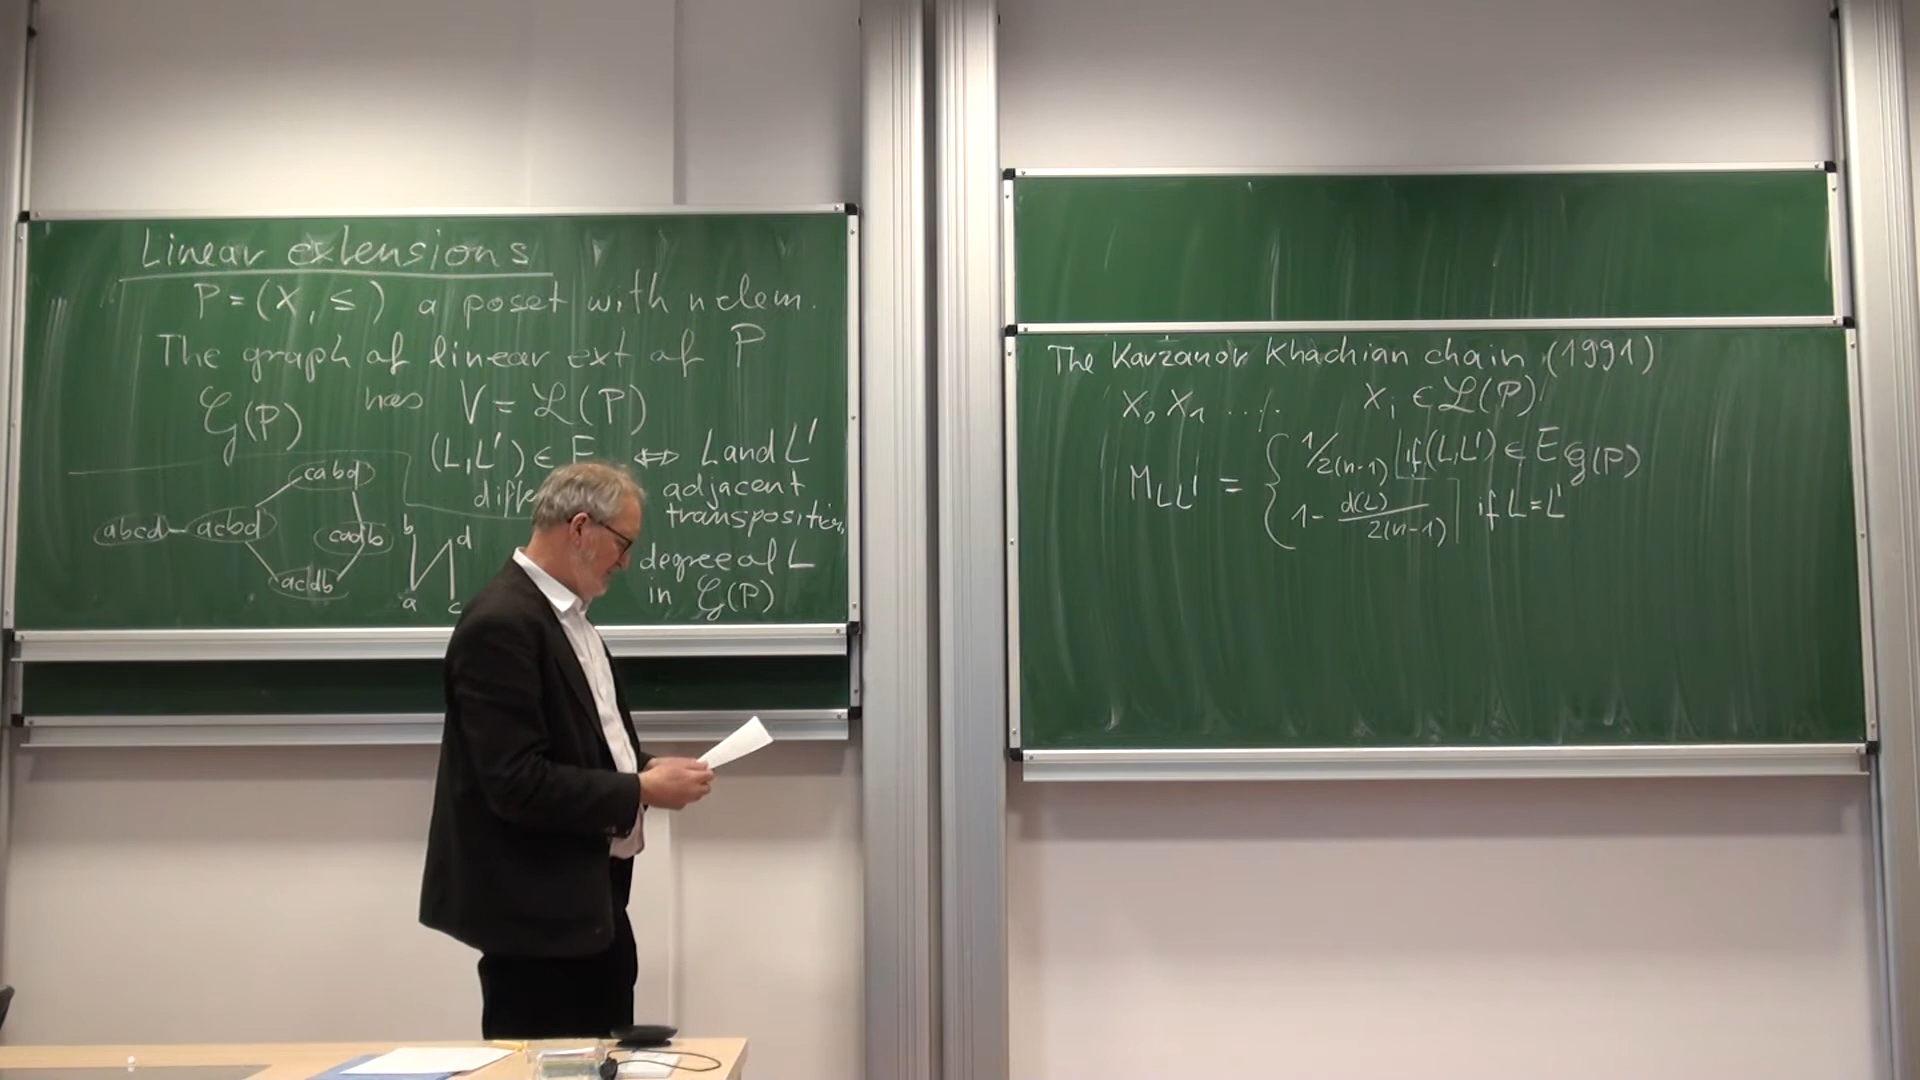 Linear extensions
P = (X, ≤) a poset with n elem.
The graph of linear ext of P
G(P) has V = L(P)
(L, L') ∈ E ⇔ L and L'
adjacent
transposition
degree of L
in G(P)
cabd
abcd acbd cadb
acdb
b d
a c
The Karzanov Khachian chain (1991)
X₀ X₁ .... Xᵢ ∈ L(P)
M_LL' = { 1/2(n-1) if (L,L') ∈ E G(P)
1 - d(L)/2(n-1) if L = L'